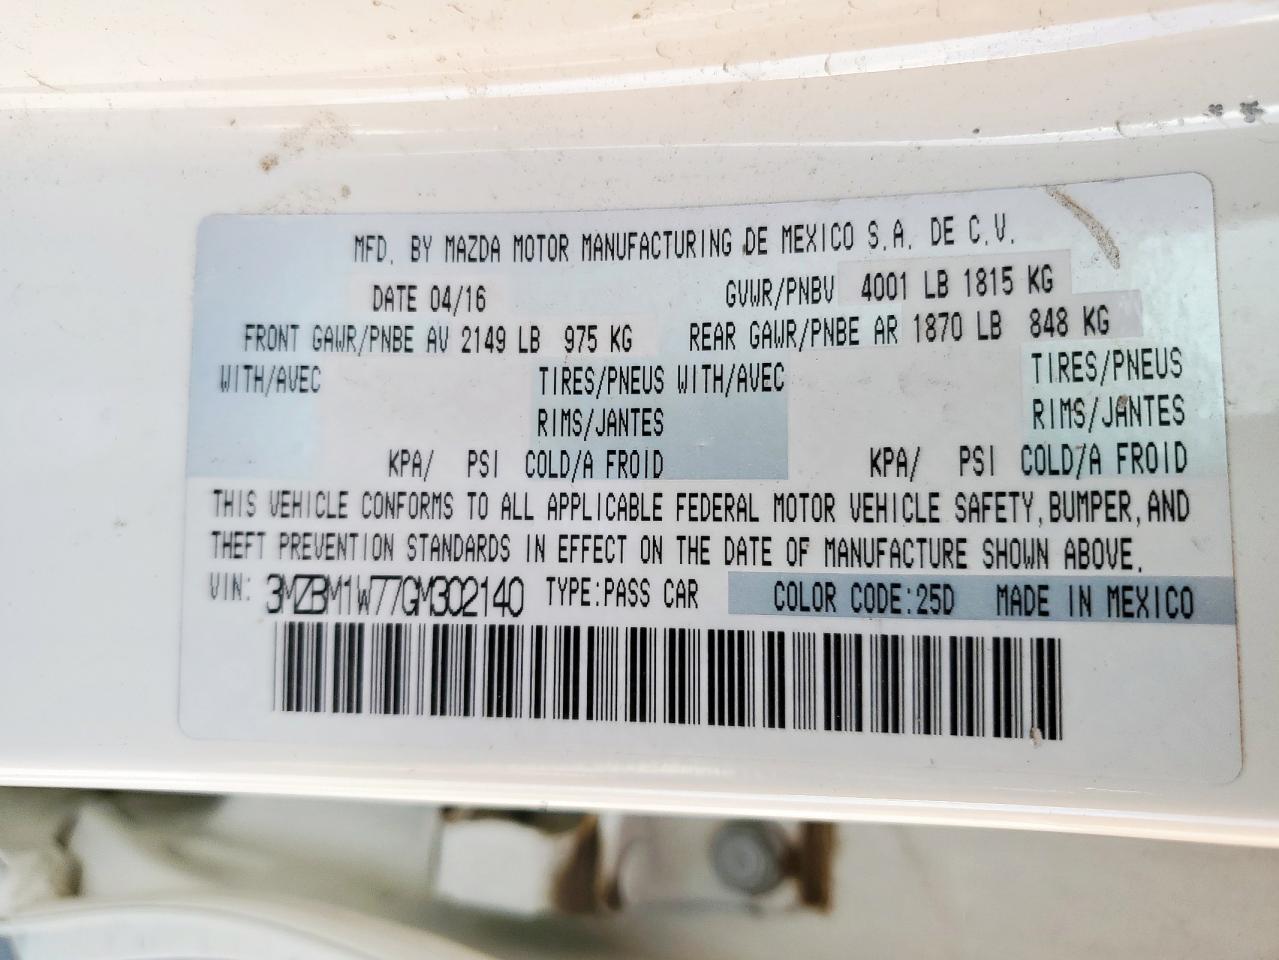 MFD. BY MAZDA MOTOR MANUFACTURING DE MEXICO S.A. DE C.V.
DATE 04/16 GVWR/PNBV 4001 LB 1815 KG
FRONT GAWR/PNBE AV 2149 LB 975 KG REAR GAWR/PNBE AR 1870 LB 848 KG
WITH/AVEC TIRES/PNEUS WITH/AVEC TIRES/PNEUS
RIMS/JANTES RIMS/JANTES
KPA/ PSI COLD/A FROID KPA/ PSI COLD/A FROID
THIS VEHICLE CONFORMS TO ALL APPLICABLE FEDERAL MOTOR VEHICLE SAFETY, BUMPER, AND
THEFT PREVENTION STANDARDS IN EFFECT ON THE DATE OF MANUFACTURE SHOWN ABOVE.
VIN: 3MZBM1W77GM302140 TYPE:PASS CAR COLOR CODE:25D MADE IN MEXICO